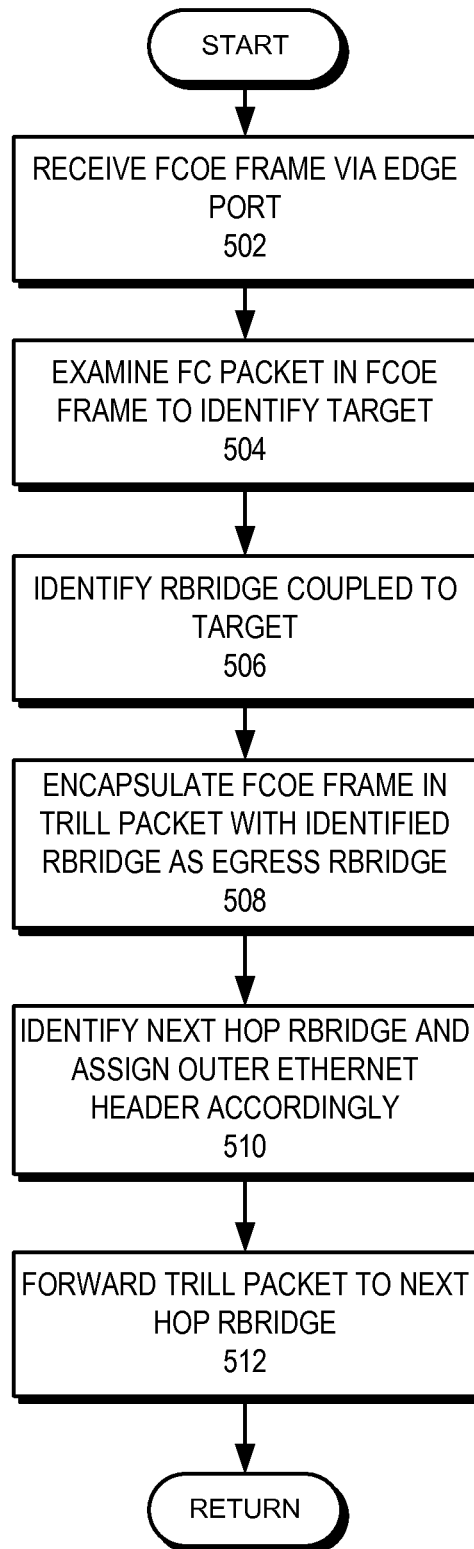 START
RECEIVE FCOE FRAME VIA EDGE
PORT
502
EXAMINE FC PACKET IN FCOE
FRAME TO IDENTIFY TARGET
504
IDENTIFY RBRIDGE COUPLED TO
TARGET
506
ENCAPSULATE FCOE FRAME IN
TRILL PACKET WITH IDENTIFIED
RBRIDGE AS EGRESS RBRIDGE
508
IDENTIFY NEXT HOP RBRIDGE AND
ASSIGN OUTER ETHERNET
HEADER ACCORDINGLY
510
FORWARD TRILL PACKET TO NEXT
HOP RBRIDGE
512
RETURN